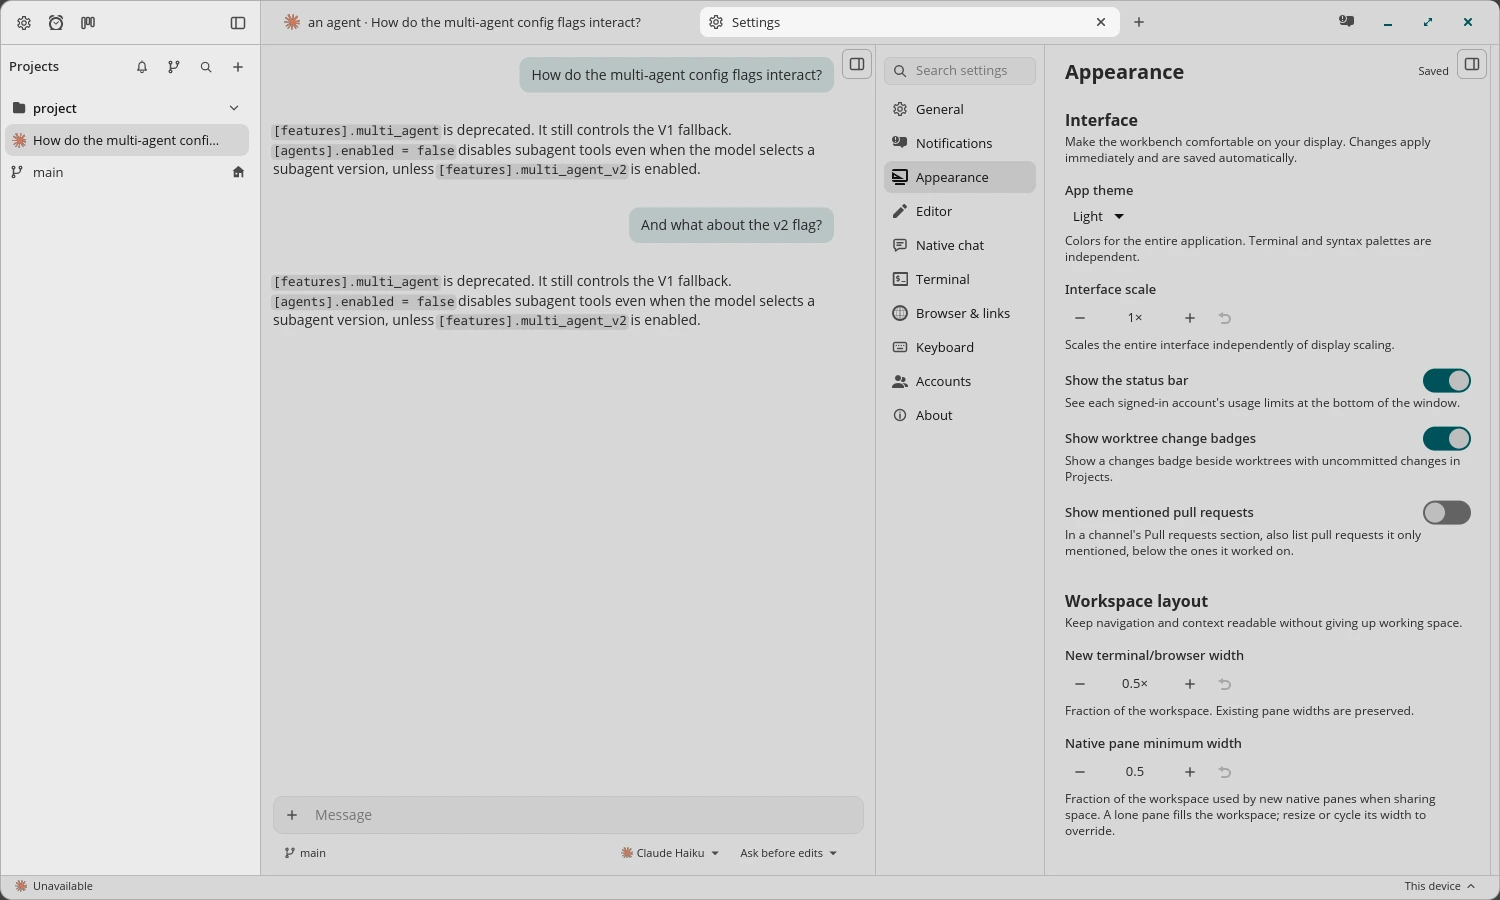 an agent · How do the multi-agent config flags interact?
Settings
Projects
project
How do the multi-agent confi...
main
How do the multi-agent config flags interact?
[features].multi_agent is deprecated. It still controls the V1 fallback.
[agents].enabled = false disables subagent tools even when the model selects a
subagent version, unless [features].multi_agent_v2 is enabled.
And what about the v2 flag?
[features].multi_agent is deprecated. It still controls the V1 fallback.
[agents].enabled = false disables subagent tools even when the model selects a
subagent version, unless [features].multi_agent_v2 is enabled.
Message
main
Claude Haiku
Ask before edits
Search settings
General
Notifications
Appearance
Editor
Native chat
Terminal
Browser & links
Keyboard
Accounts
About
Appearance
Saved
Interface
Make the workbench comfortable on your display. Changes apply
immediately and are saved automatically.
App theme
Light
Colors for the entire application. Terminal and syntax palettes are
independent.
Interface scale
− 1× +
Scales the entire interface independently of display scaling.
Show the status bar
See each signed-in account's usage limits at the bottom of the window.
Show worktree change badges
Show a changes badge beside worktrees with uncommitted changes in
Projects.
Show mentioned pull requests
In a channel's Pull requests section, also list pull requests it only
mentioned, below the ones it worked on.
Workspace layout
Keep navigation and context readable without giving up working space.
New terminal/browser width
− 0.5× +
Fraction of the workspace. Existing pane widths are preserved.
Native pane minimum width
− 0.5 +
Fraction of the workspace used by new native panes when sharing
space. A lone pane fills the workspace; resize or cycle its width to
override.
Unavailable
This device